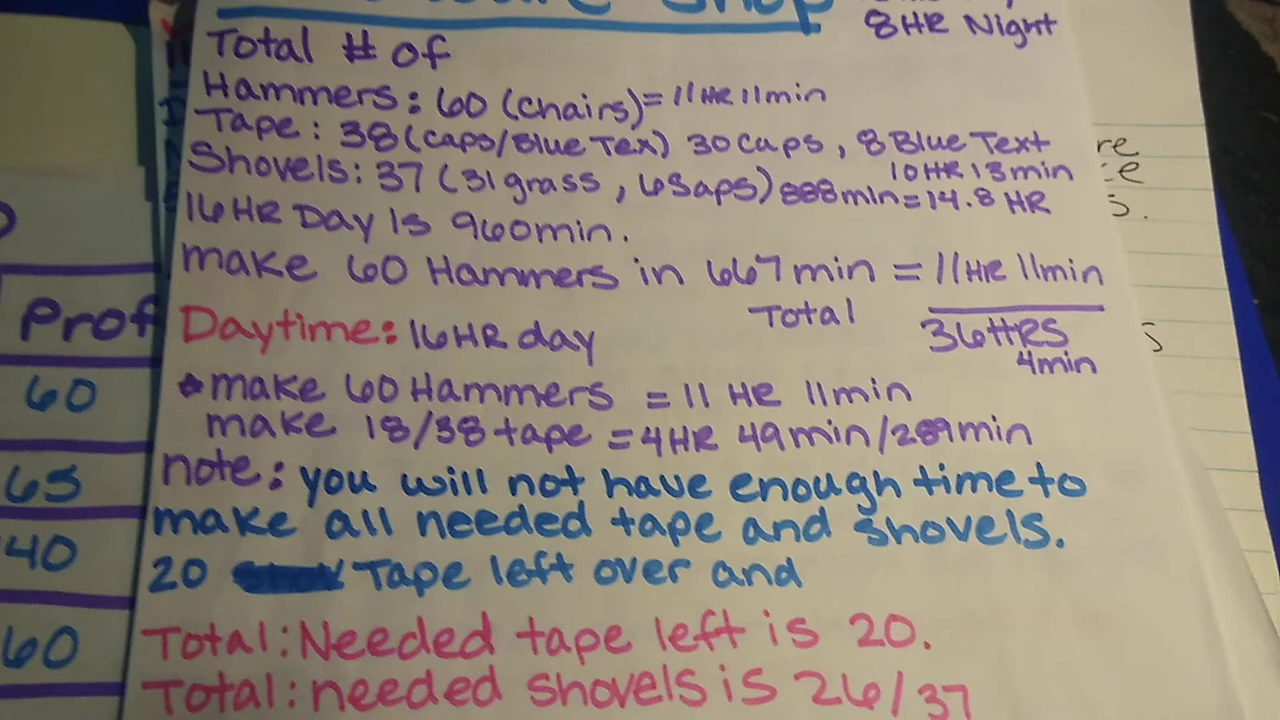 Shop
8HR Night
Total # of
Hammers: 60 (chairs)= 11HR 11min
Tape: 38 (Caps/Blue Tex) 30 Caps, 8 Blue Text
10HR 13min
Shovels: 37 (31 grass, 6 Saps) 888min=14.8 HR
16HR Day is 960min.
make 60 Hammers in 667min = 11HR 11min
Total 36HRS
4min
Daytime: 16HR day
make 60 Hammers = 11 HR 11min
make 18/38 tape = 4HR 49min/289min
note: you will not have enough time to
make all needed tape and shovels.
20 Tape left over and
Total: Needed tape left is 20.
Total: needed shovels is 26/37
Prof
60
65
40
60
re
ce
s.
s